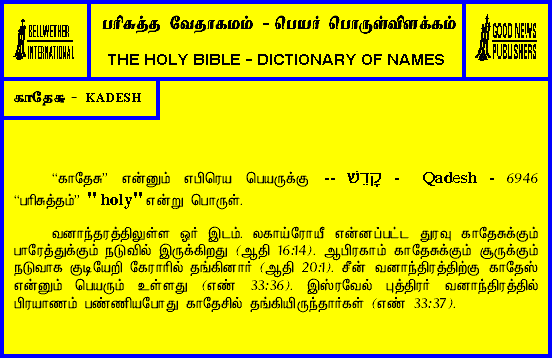 BELLWETHER
INTERNATIONAL
பரிசுத்த வேதாகமம் - பெயர் பொருள்விளக்கம்
THE HOLY BIBLE - DICTIONARY OF NAMES
GOOD NEWS
PUBLISHERS
காதேசு - KADESH
“காதேசு” என்னும் எபிரெய பெயருக்கு -- קָדֵשׁ - Qadesh - 6946
“பரிசுத்தம்” "holy" என்று பொருள்.
வனாந்தரத்திலுள்ள ஓர் இடம். லகாய்ரோயீ என்னப்பட்ட துரவு காதேசுக்கும்
பாரேத்துக்கும் நடுவில் இருக்கிறது (ஆதி 16:14). ஆபிரகாம் காதேசுக்கும் சூருக்கும்
நடுவாக குடியேறி கேராரில் தங்கினார் (ஆதி 20:1). சீன் வனாந்திரத்திற்கு காதேஸ்
என்னும் பெயரும் உள்ளது (எண் 33:36). இஸ்ரவேல் புத்திரர் வனாந்திரத்தில்
பிரயாணம் பண்ணியபோது காதேசில் தங்கியிருந்தார்கள் (எண் 33:37).